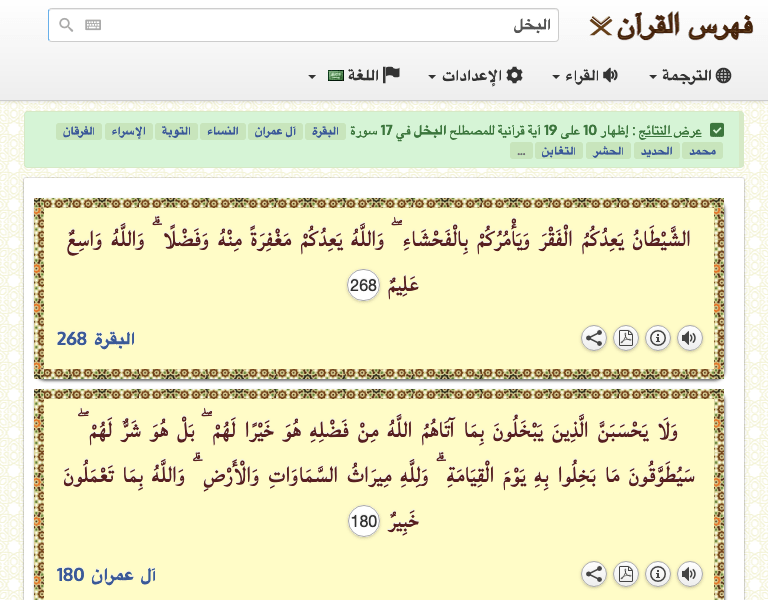 فهرس القرآن
البخل
الترجمة القراء الإعدادات اللغة
عرض النتائج : إظهار 10 على 19 آية قرآنية للمصطلح البخل في 17 سورة البقرة آل عمران النساء التوبة الإسراء الفرقان
محمد الحديد الحشر التغابن ...
الشَّيْطَانُ يَعِدُكُمُ الْفَقْرَ وَيَأْمُرُكُمْ بِالْفَحْشَاءِ ۖ وَاللَّهُ يَعِدُكُمْ مَغْفِرَةً مِنْهُ وَفَضْلًا ۗ وَاللَّهُ وَاسِعٌ
عَلِيمٌ 268
البقرة 268
وَلَا يَحْسَبَنَّ الَّذِينَ يَبْخَلُونَ بِمَا آتَاهُمُ اللَّهُ مِنْ فَضْلِهِ هُوَ خَيْرًا لَهُمْ ۖ بَلْ هُوَ شَرٌّ لَهُمْ ۖ
سَيُطَوَّقُونَ مَا بَخِلُوا بِهِ يَوْمَ الْقِيَامَةِ ۗ وَلِلَّهِ مِيرَاثُ السَّمَاوَاتِ وَالْأَرْضِ ۗ وَاللَّهُ بِمَا تَعْمَلُونَ
خَبِيرٌ 180
آل عمران 180